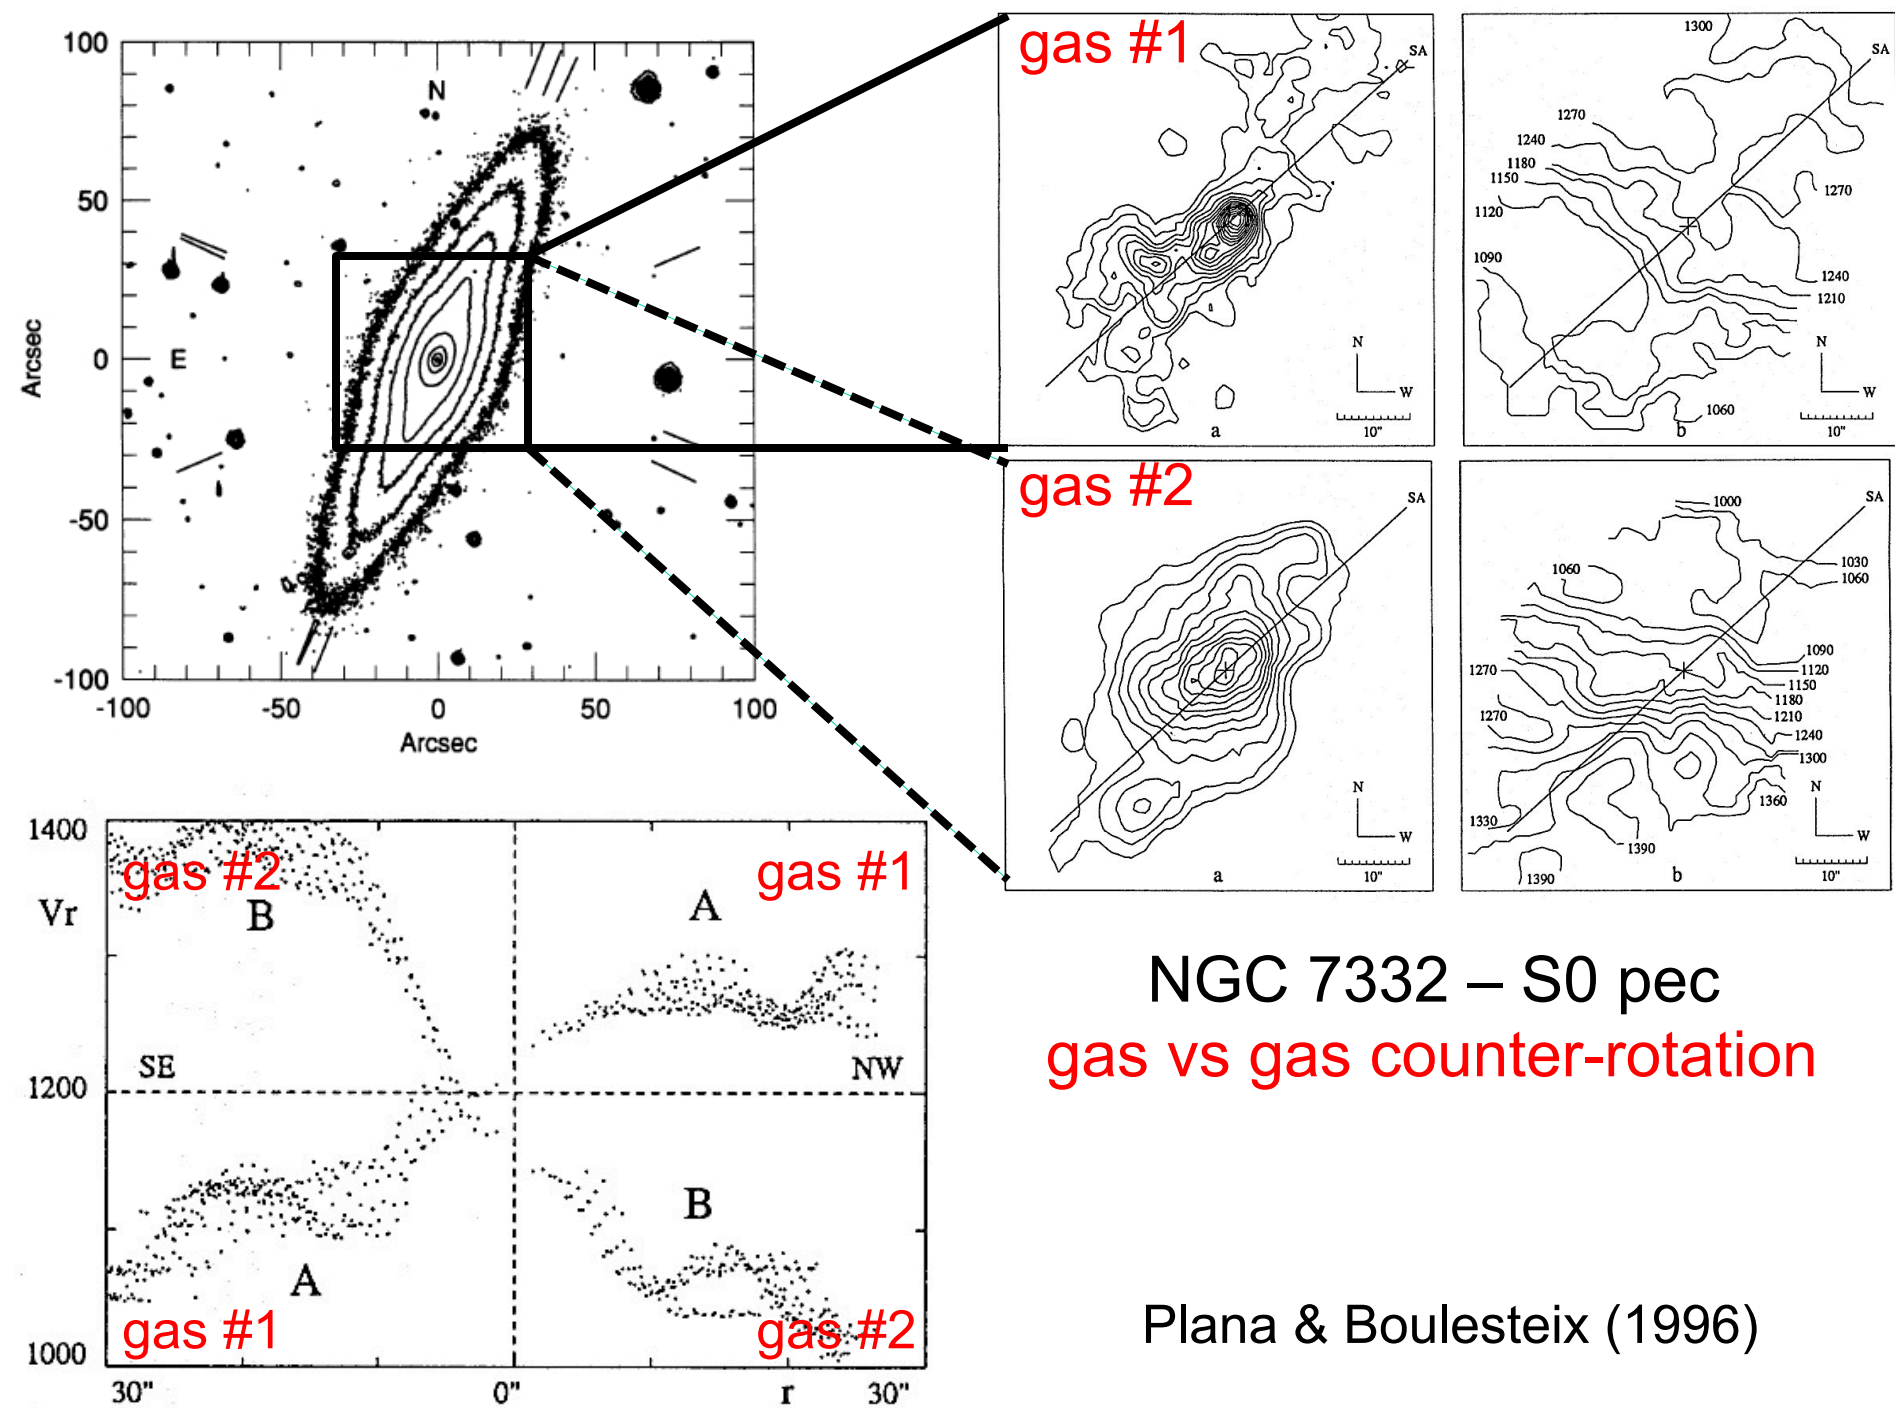 100
50
0
-50
-100
Arcsec
N
E
-100
-50
0
50
100
Arcsec
gas #1
SA
a
N
W
10"
1300
SA
1270
1240
1180
1150
1120
1090
1270
1240
1210
1060
N
W
b
10"
gas #2
SA
a
N
W
10"
1000
SA
1030
1060
1060
1090
1120
1150
1180
1210
1240
1300
1360
1270
1270
1330
1390
1390
N
W
b
10"
1400
Vr
1200
1000
gas #2
B
gas #1
A
SE
NW
A
gas #1
B
gas #2
30"
0"
r
30"
NGC 7332 – S0 pec
gas vs gas counter-rotation
Plana & Boulesteix (1996)